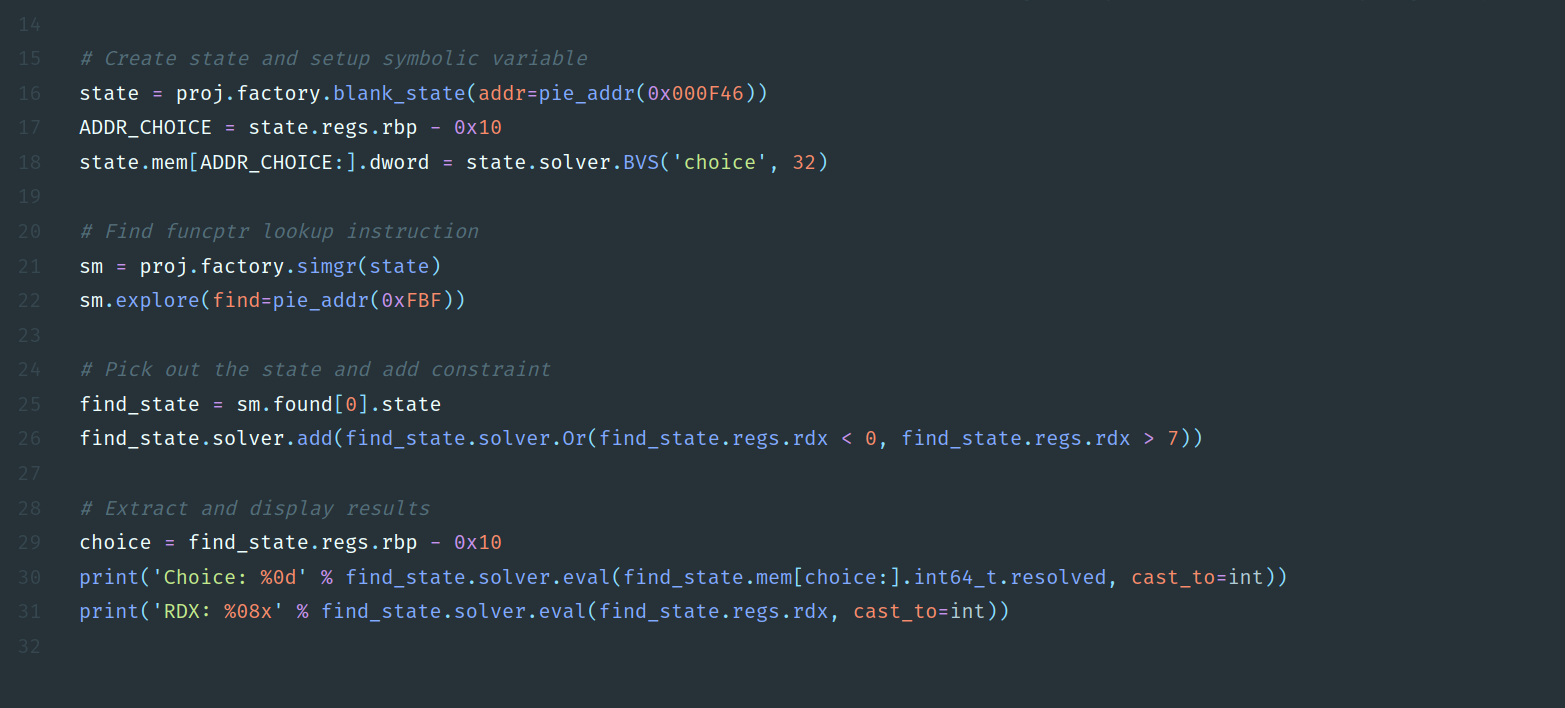 14
15 # Create state and setup symbolic variable
16 state = proj.factory.blank_state(addr=pie_addr(0x000F46))
17 ADDR_CHOICE = state.regs.rbp - 0x10
18 state.mem[ADDR_CHOICE:].dword = state.solver.BVS('choice', 32)
19
20 # Find funcptr lookup instruction
21 sm = proj.factory.simgr(state)
22 sm.explore(find=pie_addr(0xFBF))
23
24 # Pick out the state and add constraint
25 find_state = sm.found[0].state
26 find_state.solver.add(find_state.solver.Or(find_state.regs.rdx < 0, find_state.regs.rdx > 7))
27
28 # Extract and display results
29 choice = find_state.regs.rbp - 0x10
30 print('Choice: %0d' % find_state.solver.eval(find_state.mem[choice:].int64_t.resolved, cast_to=int))
31 print('RDX: %08x' % find_state.solver.eval(find_state.regs.rdx, cast_to=int))
32